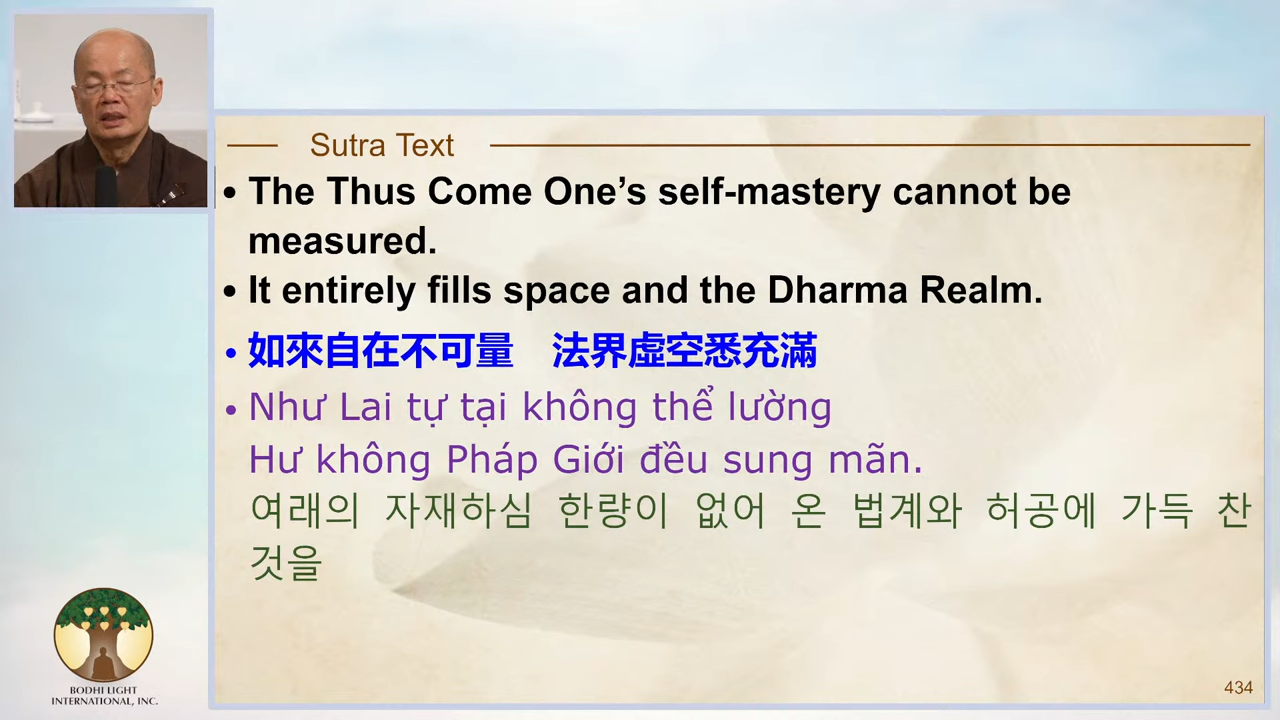 Sutra Text
• The Thus Come One’s self-mastery cannot be
measured.
• It entirely fills space and the Dharma Realm.
• 如來自在不可量　法界虛空悉充滿
• Như Lai tự tại không thể lường
Hư không Pháp Giới đều sung mãn.
여래의 자재하심 한량이 없어 온 법계와 허공에 가득 찬
것을
BODHI LIGHT
INTERNATIONAL, INC.
434